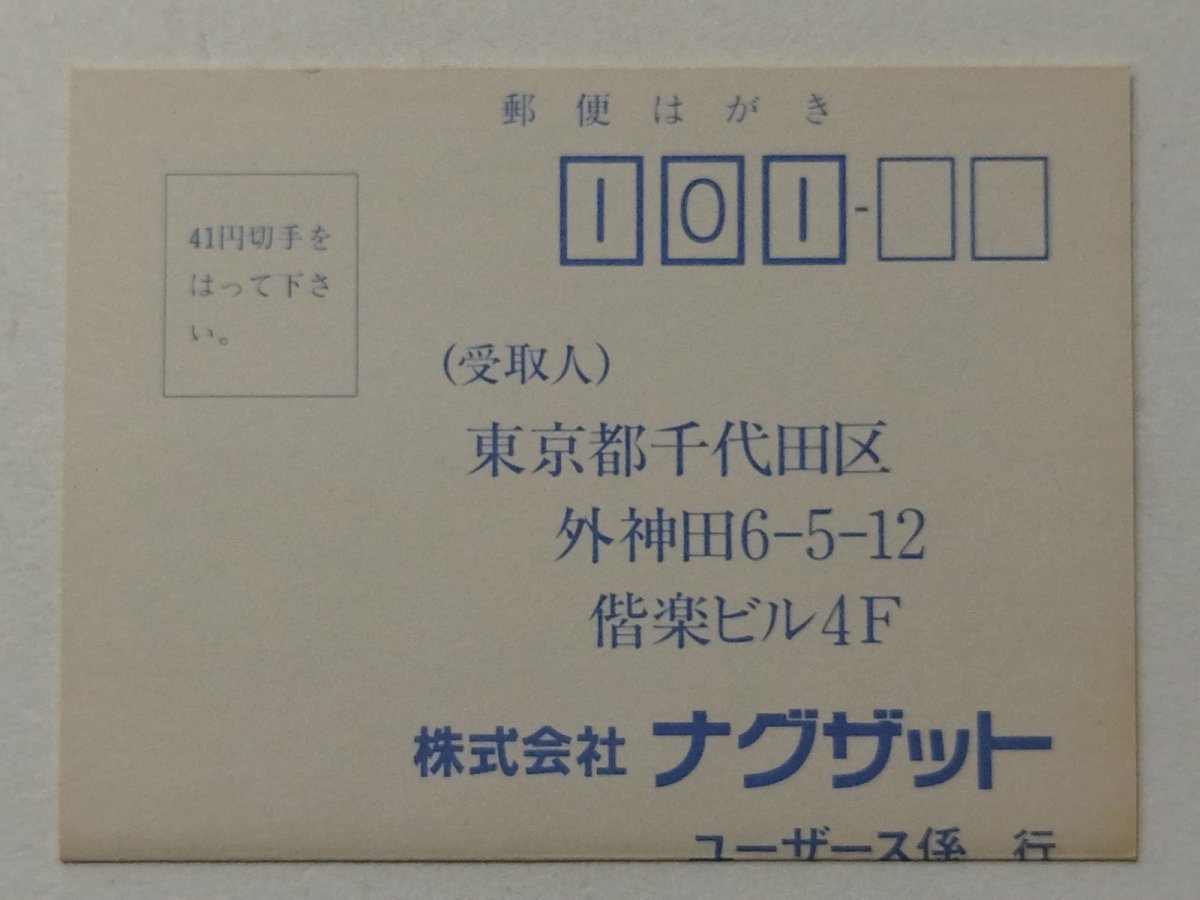 郵便はがき
101-
41円切手を
はって下さ
い。
(受取人)
東京都千代田区
外神田6-5-12
偕楽ビル4F
株式会社 ナグザット
ユーザース係 行